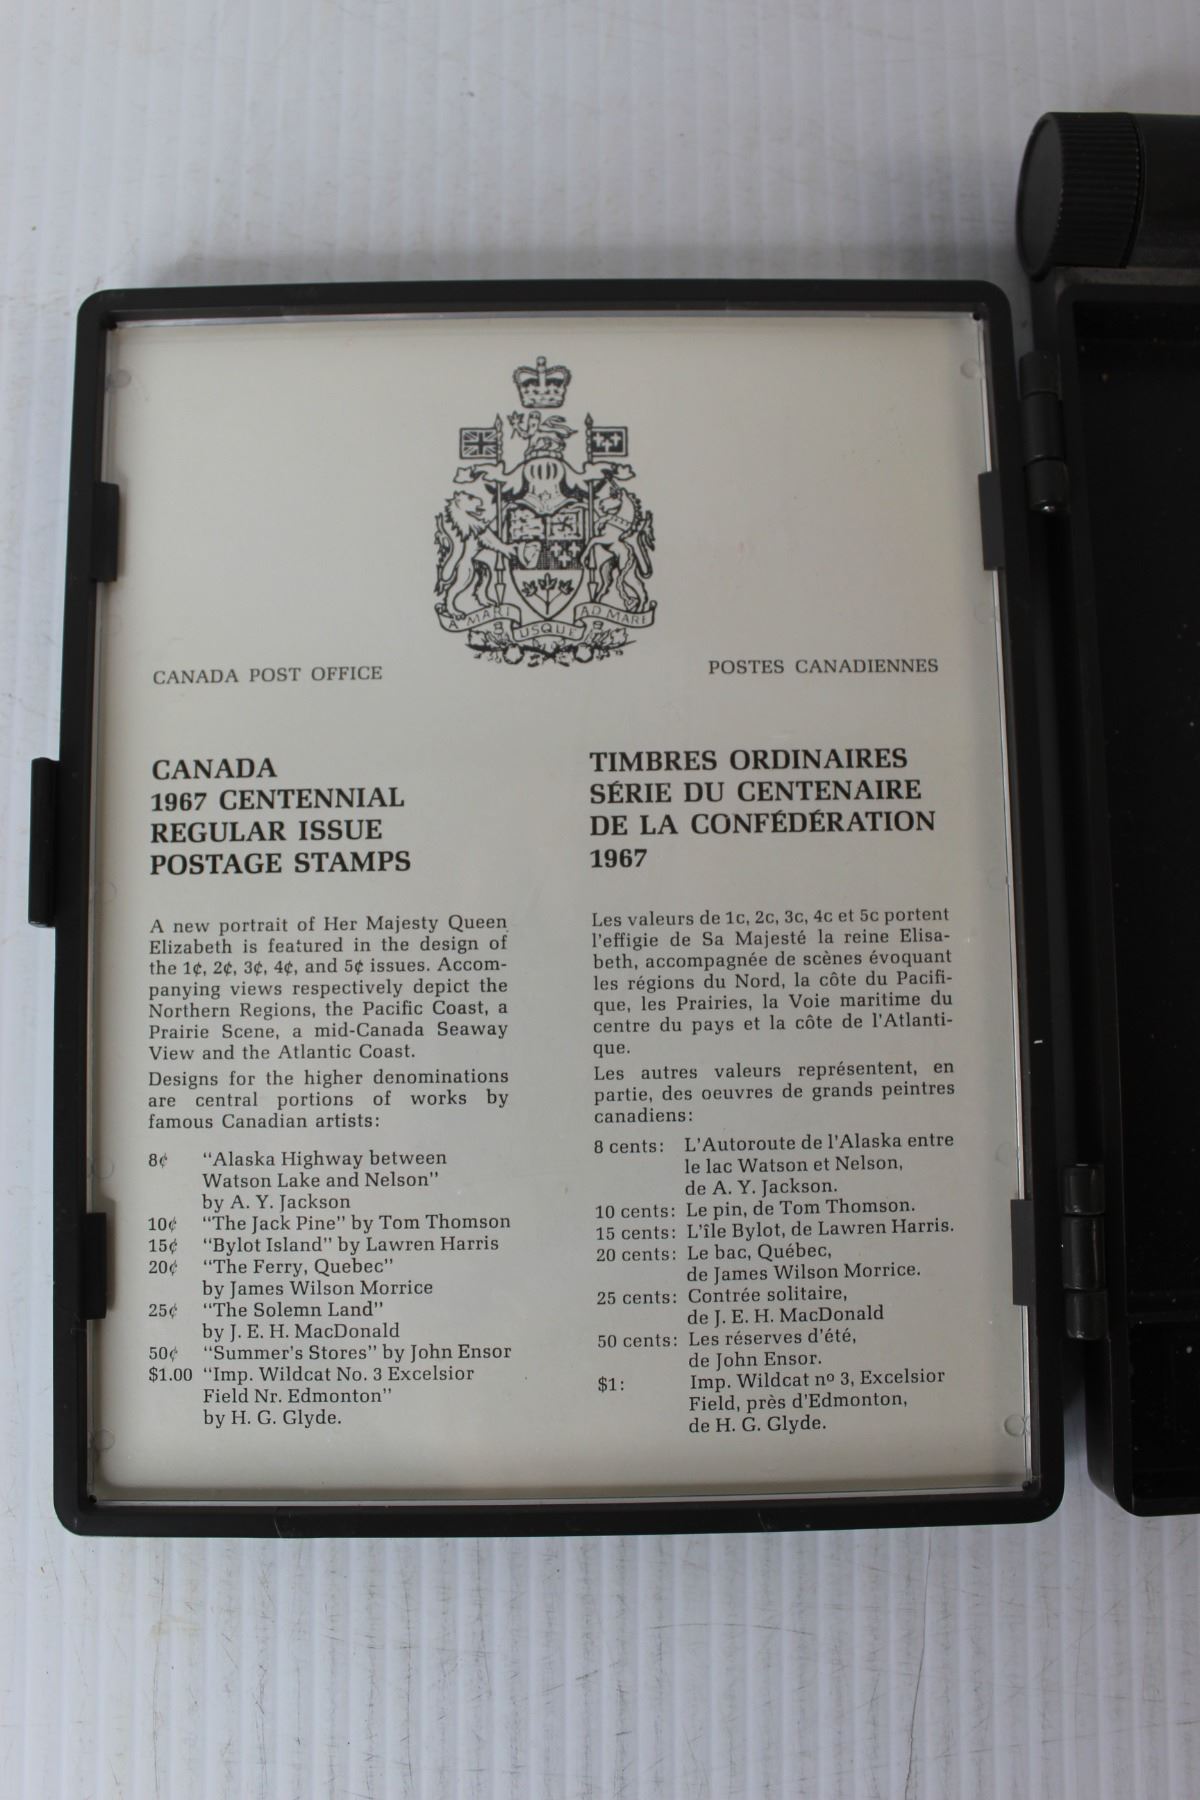 A MARI USQUE AD MARE
CANADA POST OFFICE
POSTES CANADIENNES
CANADA
1967 CENTENNIAL
REGULAR ISSUE
POSTAGE STAMPS
A new portrait of Her Majesty Queen
Elizabeth is featured in the design of
the 1¢, 2¢, 3¢, 4¢, and 5¢ issues. Accom-
panying views respectively depict the
Northern Regions, the Pacific Coast, a
Prairie Scene, a mid-Canada Seaway
View and the Atlantic Coast.
Designs for the higher denominations
are central portions of works by
famous Canadian artists:
8¢ "Alaska Highway between
Watson Lake and Nelson"
by A. Y. Jackson
10¢ "The Jack Pine" by Tom Thomson
15¢ "Bylot Island" by Lawren Harris
20¢ "The Ferry, Quebec"
by James Wilson Morrice
25¢ "The Solemn Land"
by J. E. H. MacDonald
50¢ "Summer's Stores" by John Ensor
$1.00 "Imp. Wildcat No. 3 Excelsior
Field Nr. Edmonton"
by H. G. Glyde.
TIMBRES ORDINAIRES
SÉRIE DU CENTENAIRE
DE LA CONFÉDÉRATION
1967
Les valeurs de 1c, 2c, 3c, 4c et 5c portent
l'effigie de Sa Majesté la reine Elisa-
beth, accompagnée de scènes évoquant
les régions du Nord, la côte du Pacifi-
que, les Prairies, la Voie maritime du
centre du pays et la côte de l'Atlanti-
que.
Les autres valeurs représentent, en
partie, des oeuvres de grands peintres
canadiens:
8 cents: L'Autoroute de l'Alaska entre
le lac Watson et Nelson,
de A. Y. Jackson.
10 cents: Le pin, de Tom Thomson.
15 cents: L'île Bylot, de Lawren Harris.
20 cents: Le bac, Québec,
de James Wilson Morrice.
25 cents: Contrée solitaire,
de J. E. H. MacDonald
50 cents: Les réserves d'été,
de John Ensor.
$1: Imp. Wildcat nº 3, Excelsior
Field, près d'Edmonton,
de H. G. Glyde.